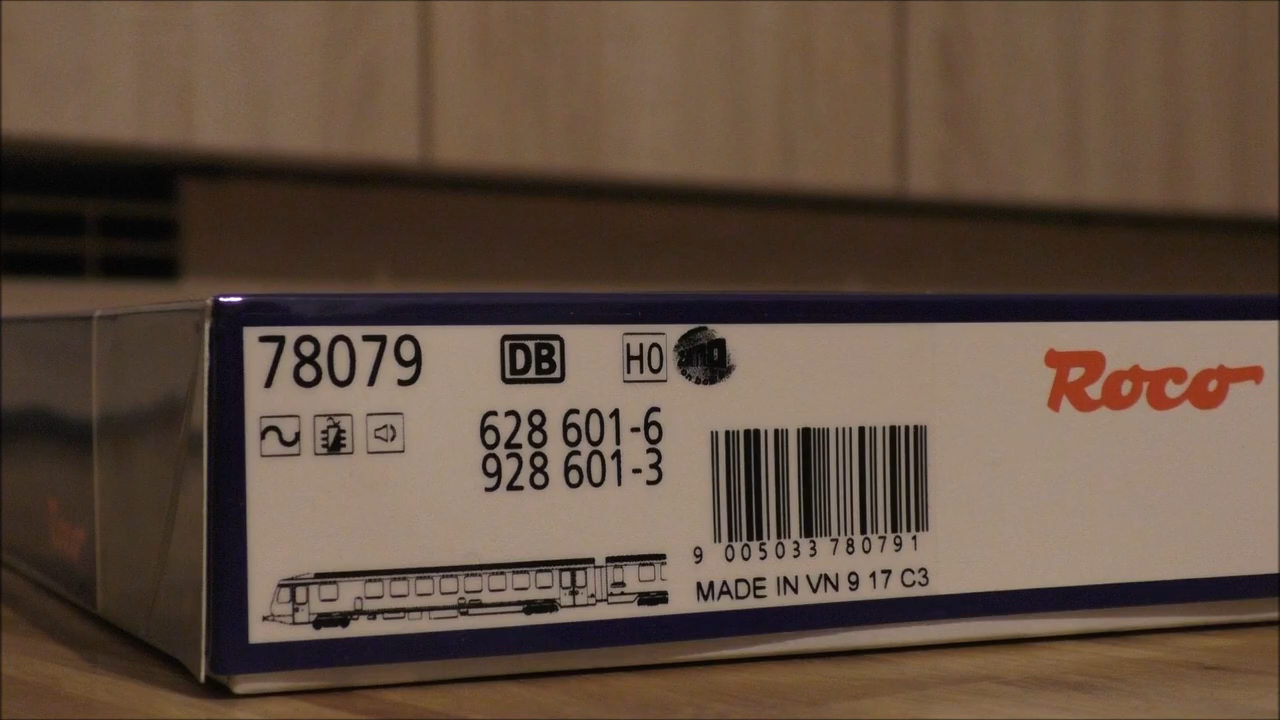 78079
DB
H0
Roco
628 601-6
928 601-3
9 005033 780791
MADE IN VN 9 17 C3